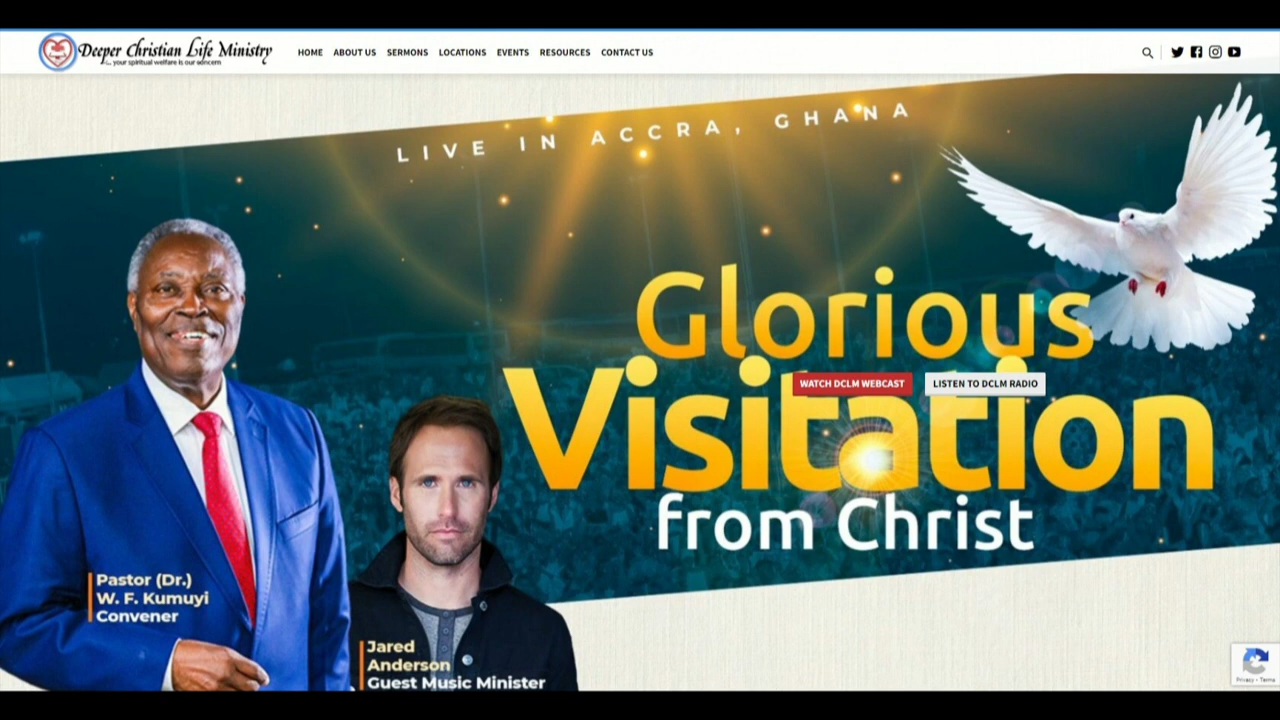 Deeper Christian Life Ministry
... your spiritual welfare is our concern
HOME ABOUT US SERMONS LOCATIONS EVENTS RESOURCES CONTACT US
LIVE IN ACCRA, GHANA
Glorious
Visitation
from Christ
WATCH DCLM WEBCAST LISTEN TO DCLM RADIO
Pastor (Dr.)
W. F. Kumuyi
Convener
Jared
Anderson
Guest Music Minister
Privacy - Terms